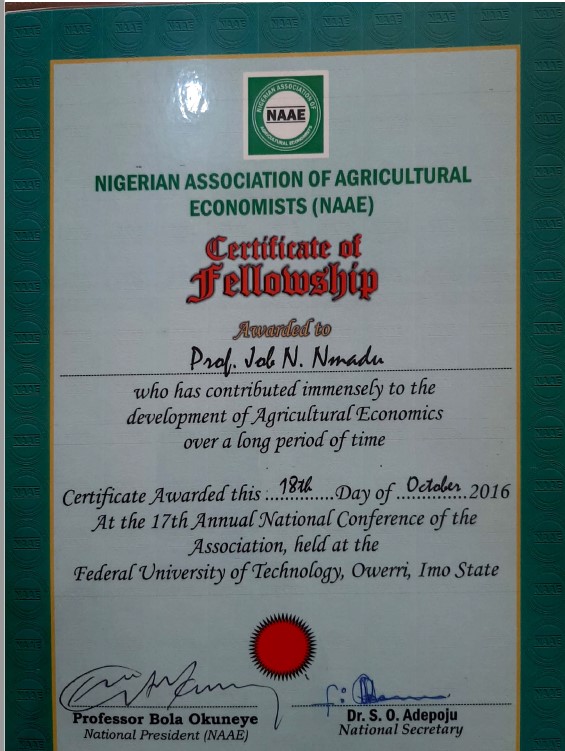 NIGERIAN ASSOCIATION OF
NAAE
AGRICULTURAL ECONOMISTS
NIGERIAN ASSOCIATION OF AGRICULTURAL
ECONOMISTS (NAAE)
Certificate of
Fellowship
Awarded to
Prof. Job N. Nmadu
who has contributed immensely to the
development of Agricultural Economics
over a long period of time
Certificate Awarded this ...18th......Day of ...October...2016
At the 17th Annual National Conference of the
Association, held at the
Federal University of Technology, Owerri, Imo State
Professor Bola Okuneye
National President (NAAE)
Dr. S. O. Adepoju
National Secretary